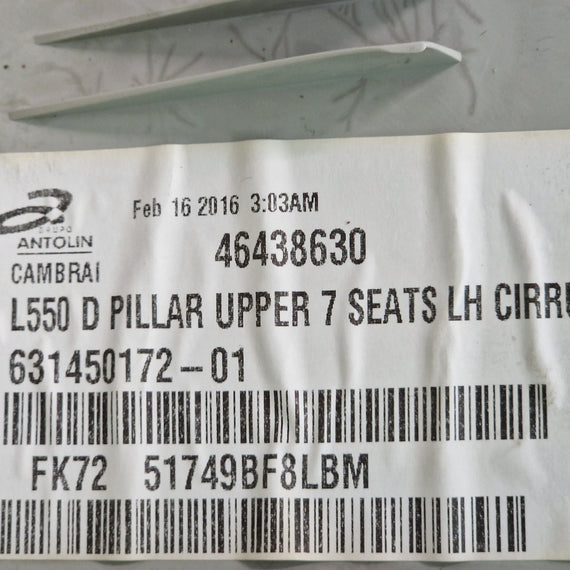 Feb 16 2016 3:03AM
GRUPO
ANTOLIN
46438630
CAMBRAI
L550 D PILLAR UPPER 7 SEATS LH CIRRU
631450172-01
FK72 51749BF8LBM